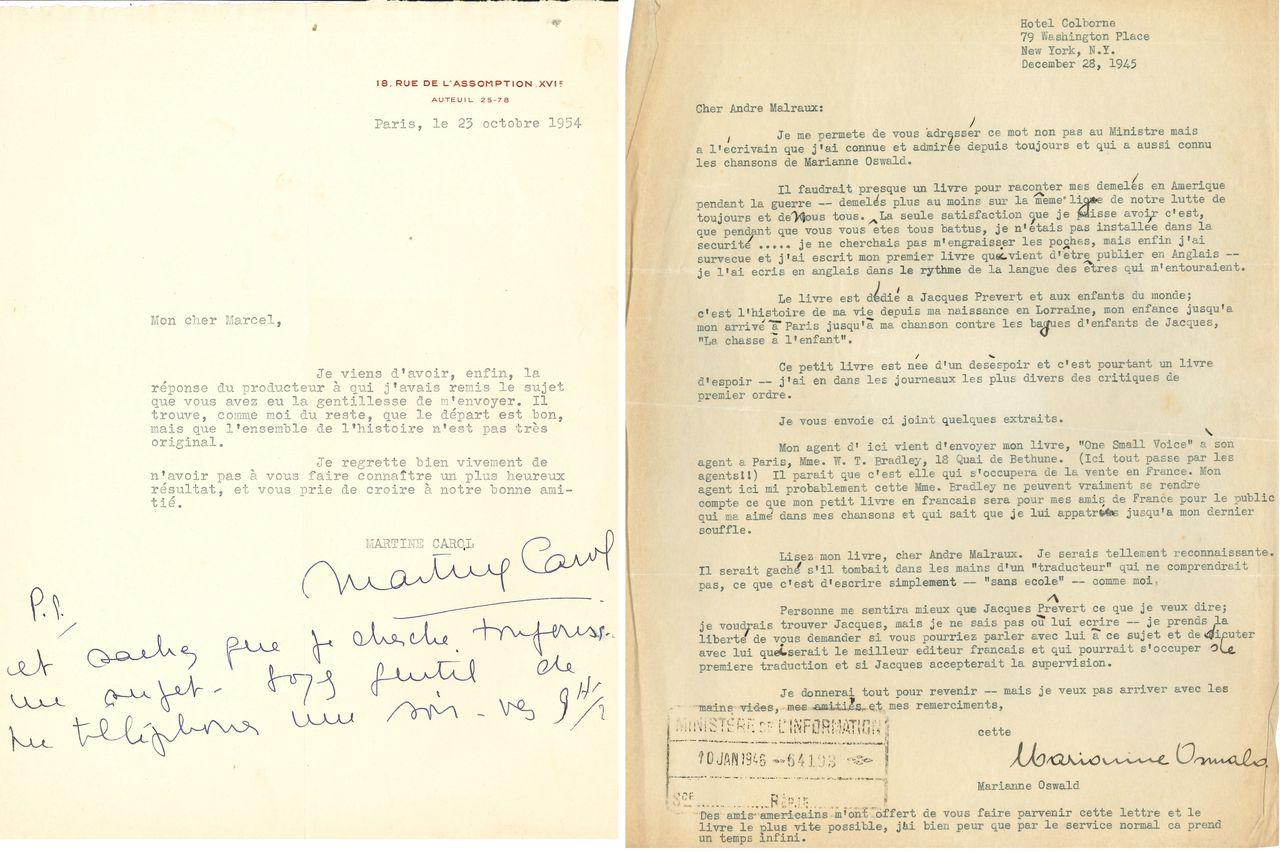 18. RUE DE L'ASSOMPTION. XVIE
AUTEUIL 25-78
Paris, le 23 octobre 1954
Mon cher Marcel,
Je viens d'avoir, enfin, la
réponse du producteur à qui j'avais remis le sujet
que vous avez eu la gentillesse de m'envoyer. Il
trouve, comme moi du reste, que le départ est bon,
mais que l'ensemble de l'histoire n'est pas très
original.
Je regrette bien vivement de
n'avoir pas à vous faire connaître un plus heureux
résultat, et vous prie de croire à notre bonne ami-
tié.
MARTINE CAROL
Martine Carol
P.S.
et sachez que je cherche toujours
un sujet - soyez gentil de
me téléphoner un soir - vers 9 H 1/2
Hotel Colborne
79 Washington Place
New York, N.Y.
December 28, 1945
Cher Andre Malraux:
Je me permete de vous adrésser ce mot non pas au Ministre mais
a l'écrivain que j'ai connue et admirée depuis toujours et qui a aussi connu
les chansons de Marianne Oswald.
Il faudrait presque un livre pour raconter mes demelés en Amerique
pendant la guerre -- demelés plus au moins sur la même ligne de notre lutte de
toujours et de Nous tous. La seule satisfaction que je puisse avoir c'est,
que pendant que vous vous êtes tous battus, je n'étais pas installée dans la
securité ..... je ne cherchais pas m'engraisser les poches, mais enfin j'ai
survecue et j'ai escrit mon premier livre qui vient d'être publier en Anglais --
je l'ai ecris en anglais dans le rythme de la langue des êtres qui m'entouraient.
Le livre est dédié a Jacques Prevert et aux enfants du monde;
c'est l'histoire de ma vie depuis ma naissance en Lorraine, mon enfance jusqu'a
mon arrivé à Paris jusqu'à ma chanson contre les bagues d'enfants de Jacques,
"La chasse à l'enfant".
Ce petit livre est née d'un desèspoir et c'est pourtant un livre
d'espoir -- j'ai en dans les journeaux les plus divers des critiques de
premier ordre.
Je vous envoie ci joint quelques extraits.
Mon agent d' ici vient d'envoyer mon livre, "One Small Voice" à son
agent a Paris, Mme. W. T. Bradley, 18 Quai de Bethune. (Ici tout passe par les
agents!!) Il parait que c'est elle qui s'occupera de la vente en France. Mon
agent ici mi probablement cette Mme. Bradley ne peuvent vraiment se rendre
compte ce que mon petit livre en francais sera pour mes amis de France pour le public
qui ma aimé dans mes chansons et qui sait que je lui jusqu'a mon dernier
souffle.
Lisez mon livre, cher Andre Malraux. Je serais tellement reconnaissante.
Il serait gaché s'il tombait dans les mains d'un "traducteur" qui ne comprendrait
pas, ce que c'est d'escrire simplement -- "sans ecole" -- comme moi.
Personne me sentira mieux que Jacques Prêvert ce que je veux dire;
je voudrais trouver Jacques, mais je ne sais pas où lui ecrire -- je prends la
liberté de vous demander si vous pourriez parler avec lui à ce sujet et de
avec lui qui serait le meilleur editeur francais et qui pourrait s'occuper de
premiere traduction et si Jacques accepterait la supervision.
Je donnerai tout pour revenir -- mais je veux pas arriver avec les
mains vides, mes amitiés et mes remerciments,
cette
Marianne Oswald
Marianne Oswald
MINISTÈRE DE L'INFORMATION
10 JAN 1946
Des amis americains m'ont offert de vous faire parvenir cette lettre et le
livre le plus vite possible, j'ai bien peur que par le service normal ca prend
un temps infini.